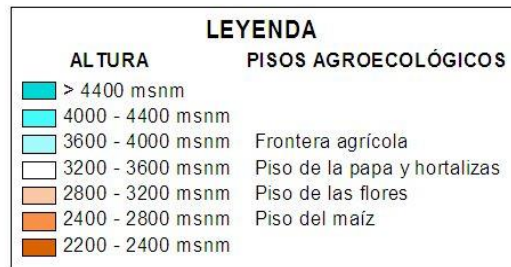 LEYENDA
ALTURA PISOS AGROECOLÓGICOS
> 4400 msnm
4000 - 4400 msnm
3600 - 4000 msnm Frontera agrícola
3200 - 3600 msnm Piso de la papa y hortalizas
2800 - 3200 msnm Piso de las flores
2400 - 2800 msnm Piso del maíz
2200 - 2400 msnm